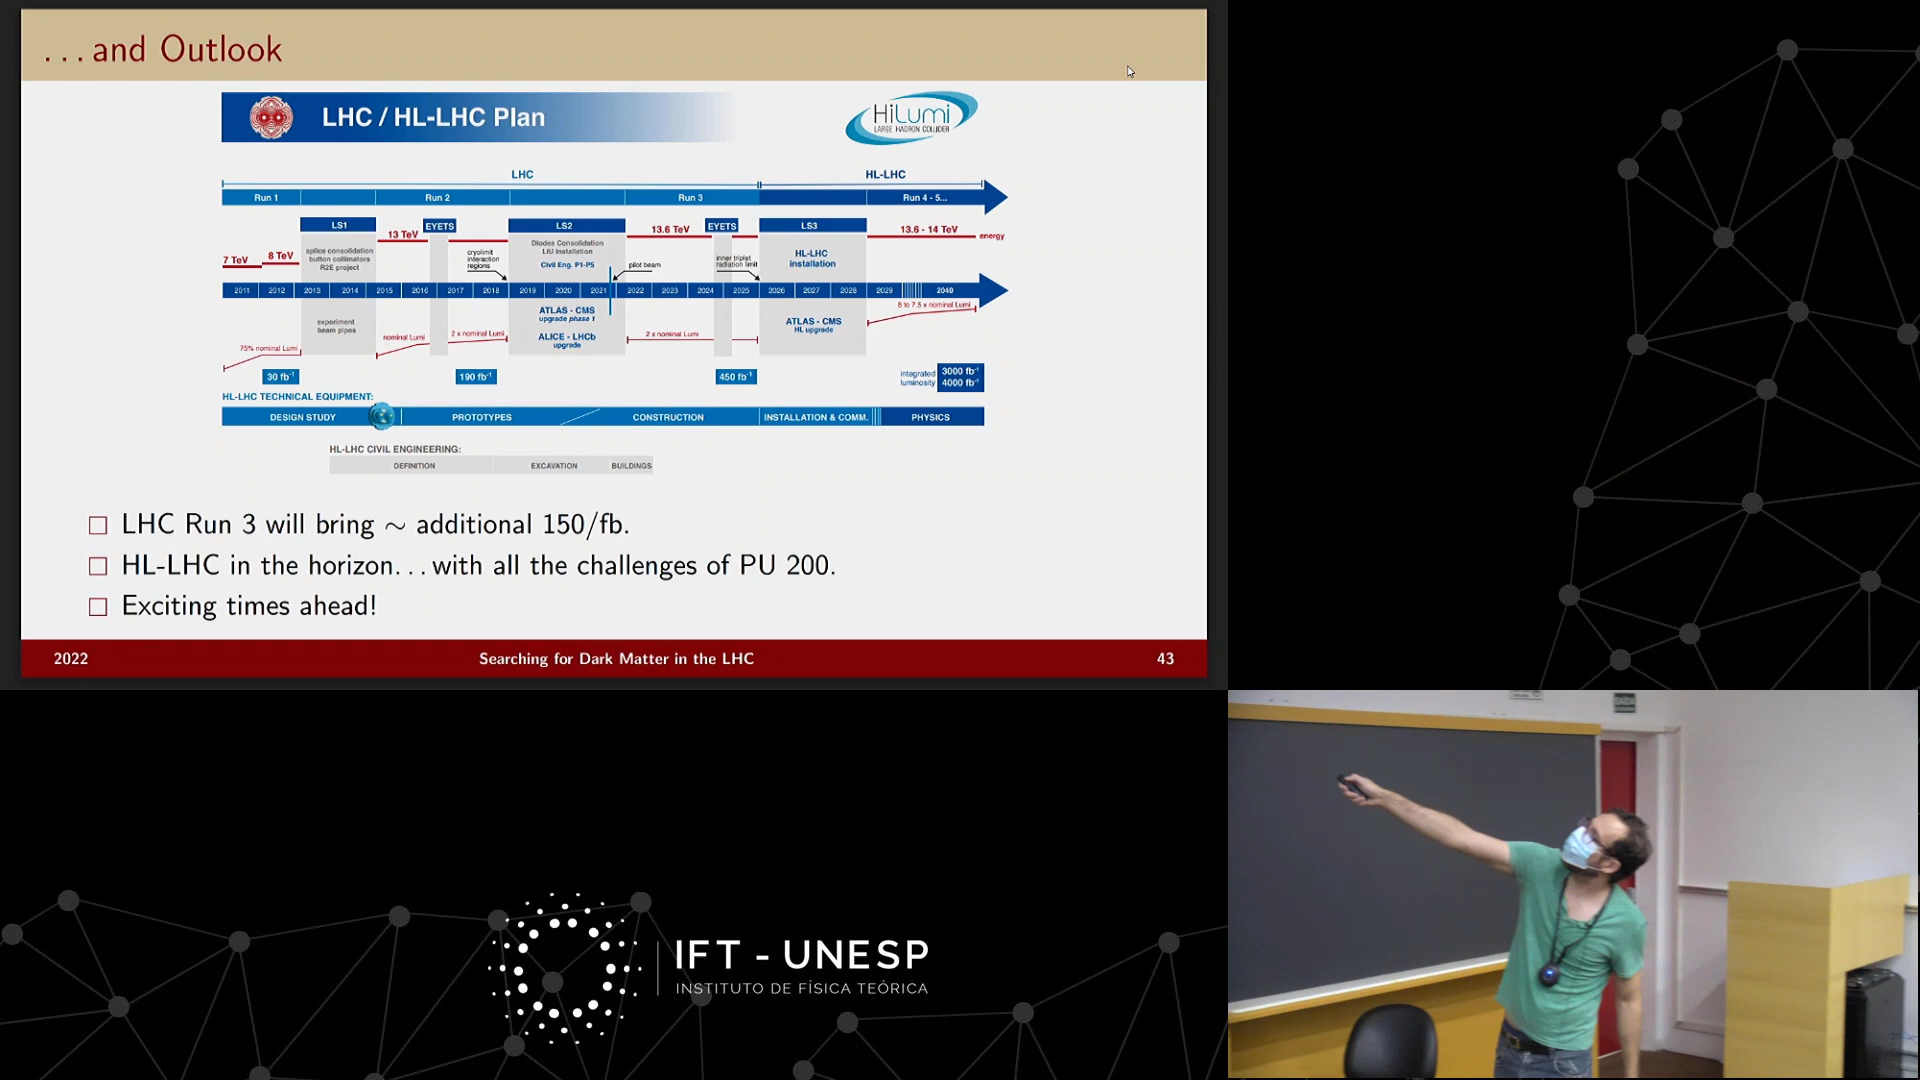 ...and Outlook
LHC / HL-LHC Plan
HiLumi
LARGE HADRON COLLIDER
LHC
HL-LHC
Run 1
Run 2
Run 3
Run 4 - 5...
LS1
EYETS
LS2
EYETS
LS3
7 TeV
8 TeV
13 TeV
13.6 TeV
13.6 - 14 TeV
energy
splice consolidation
button collimators
R2E project
cryolimit
interaction
regions
Diodes Consolidation
LIU Installation
Civil Eng. P1-P5
pilot beam
inner triplet
radiation limit
HL-LHC
installation
2011 2012 2013 2014 2015 2016 2017 2018 2019 2020 2021 2022 2023 2024 2025 2026 2027 2028 2029 2040
experiment
beam pipes
75% nominal Lumi
nominal Lumi
2 x nominal Lumi
ATLAS - CMS
upgrade phase 1
ALICE - LHCb
upgrade
2 x nominal Lumi
ATLAS - CMS
HL upgrade
5 to 7.5 x nominal Lumi
30 fb⁻¹
190 fb⁻¹
450 fb⁻¹
integrated
luminosity
3000 fb⁻¹
4000 fb⁻¹
HL-LHC TECHNICAL EQUIPMENT:
DESIGN STUDY
PROTOTYPES
CONSTRUCTION
INSTALLATION & COMM.
PHYSICS
HL-LHC CIVIL ENGINEERING:
DEFINITION
EXCAVATION
BUILDINGS
LHC Run 3 will bring ∼ additional 150/fb.
HL-LHC in the horizon...with all the challenges of PU 200.
Exciting times ahead!
2022
Searching for Dark Matter in the LHC
43
IFT - UNESP
INSTITUTO DE FÍSICA TEÓRICA